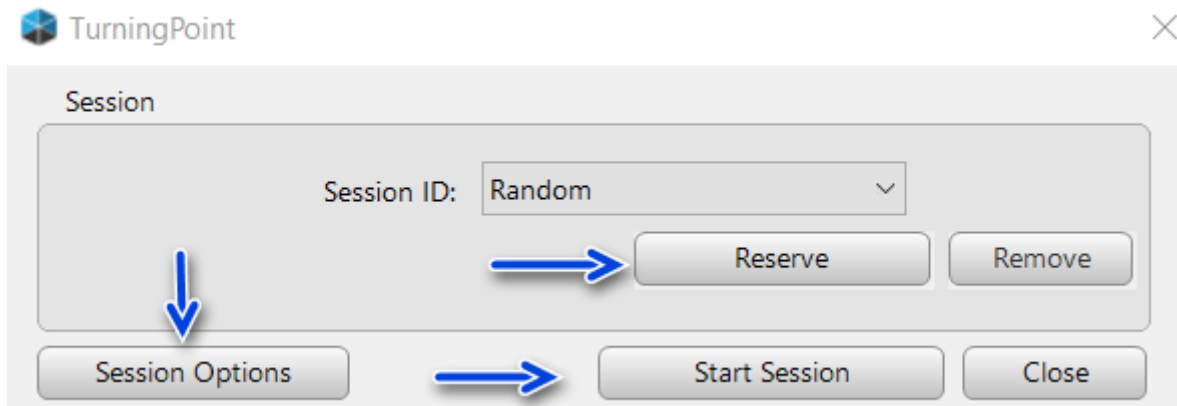 TurningPoint
Session
Session ID: Random
Reserve Remove
Session Options Start Session Close